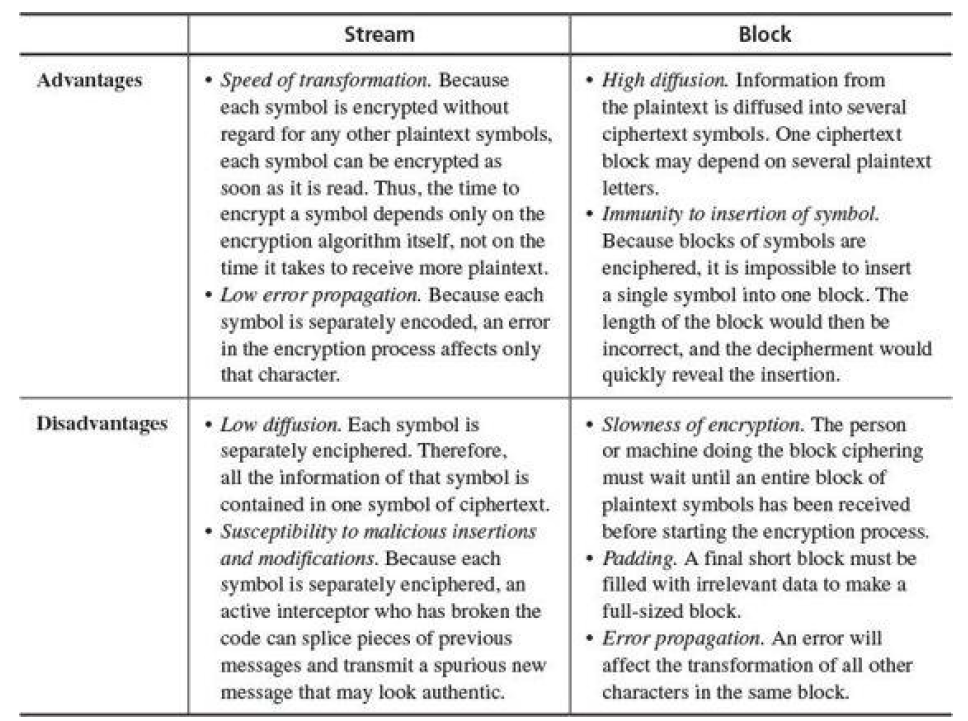 Stream
Block
Advantages
• Speed of transformation. Because
each symbol is encrypted without
regard for any other plaintext symbols,
each symbol can be encrypted as
soon as it is read. Thus, the time to
encrypt a symbol depends only on the
encryption algorithm itself, not on the
time it takes to receive more plaintext.
• Low error propagation. Because each
symbol is separately encoded, an error
in the encryption process affects only
that character.
• High diffusion. Information from
the plaintext is diffused into several
ciphertext symbols. One ciphertext
block may depend on several plaintext
letters.
• Immunity to insertion of symbol.
Because blocks of symbols are
enciphered, it is impossible to insert
a single symbol into one block. The
length of the block would then be
incorrect, and the decipherment would
quickly reveal the insertion.
Disadvantages
• Low diffusion. Each symbol is
separately enciphered. Therefore,
all the information of that symbol is
contained in one symbol of ciphertext.
• Susceptibility to malicious insertions
and modifications. Because each
symbol is separately enciphered, an
active interceptor who has broken the
code can splice pieces of previous
messages and transmit a spurious new
message that may look authentic.
• Slowness of encryption. The person
or machine doing the block ciphering
must wait until an entire block of
plaintext symbols has been received
before starting the encryption process.
• Padding. A final short block must be
filled with irrelevant data to make a
full-sized block.
• Error propagation. An error will
affect the transformation of all other
characters in the same block.